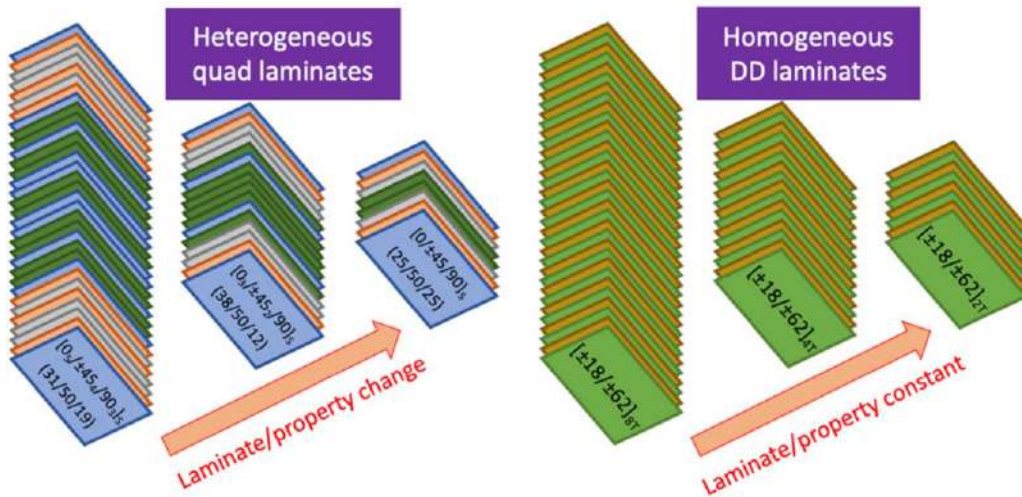 Heterogeneous
quad laminates
[0₅/±45₄/90₃]ₛ
(31/50/19)
[0₃/±45₂/90]ₛ
(38/50/12)
[0/±45/90]ₛ
(25/50/25)
Laminate/property change
Homogeneous
DD laminates
[±18/±62]₈T
[±18/±62]₄T
[±18/±62]₂T
Laminate/property constant